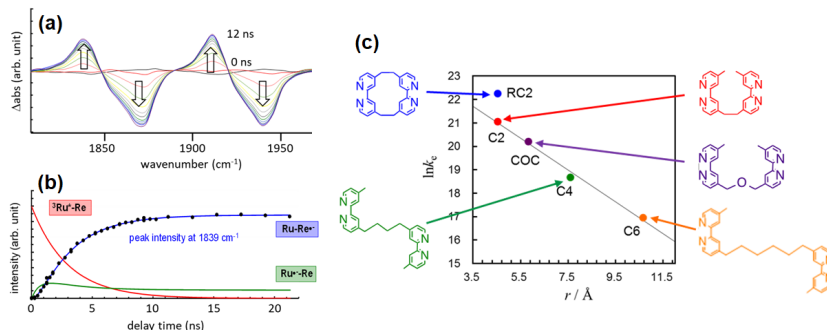 (a)
12 ns
0 ns
Δabs (arb. unit)
1850
1900
1950
wavenumber (cm⁻¹)
(b)
³Ru*-Re
Ru-Re•⁻
peak intensity at 1839 cm⁻¹
Ru•⁻-Re
intensity (arb. unit)
0
5
10
15
20
delay time (ns)
(c)
23
22
21
20
19
18
17
16
15
lnkₑ
RC2
C2
COC
C4
C6
3.5
5.5
7.5
9.5
11.5
r / Å
N
N
N
N
N
N
N
N
N
N
O
N
N
N
N
N
N
N
N
N
N